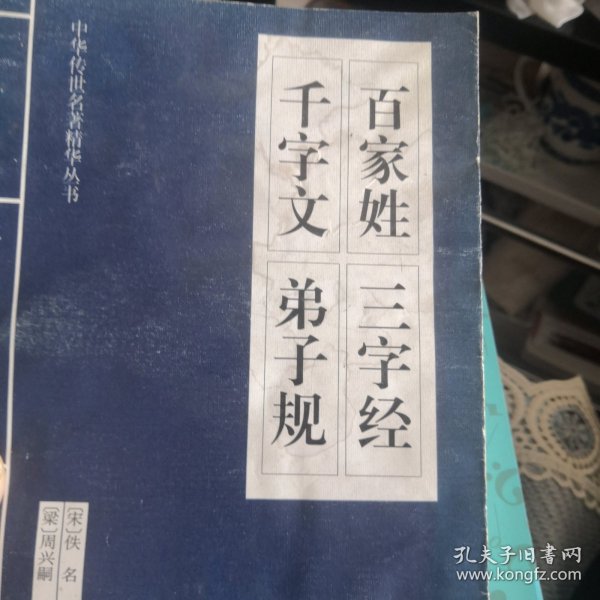 中华传世名著精华丛书
百家姓
三字经
千字文
弟子规
〔宋〕佚名
〔梁〕周兴嗣
孔夫子旧书网
www.kongfz.com